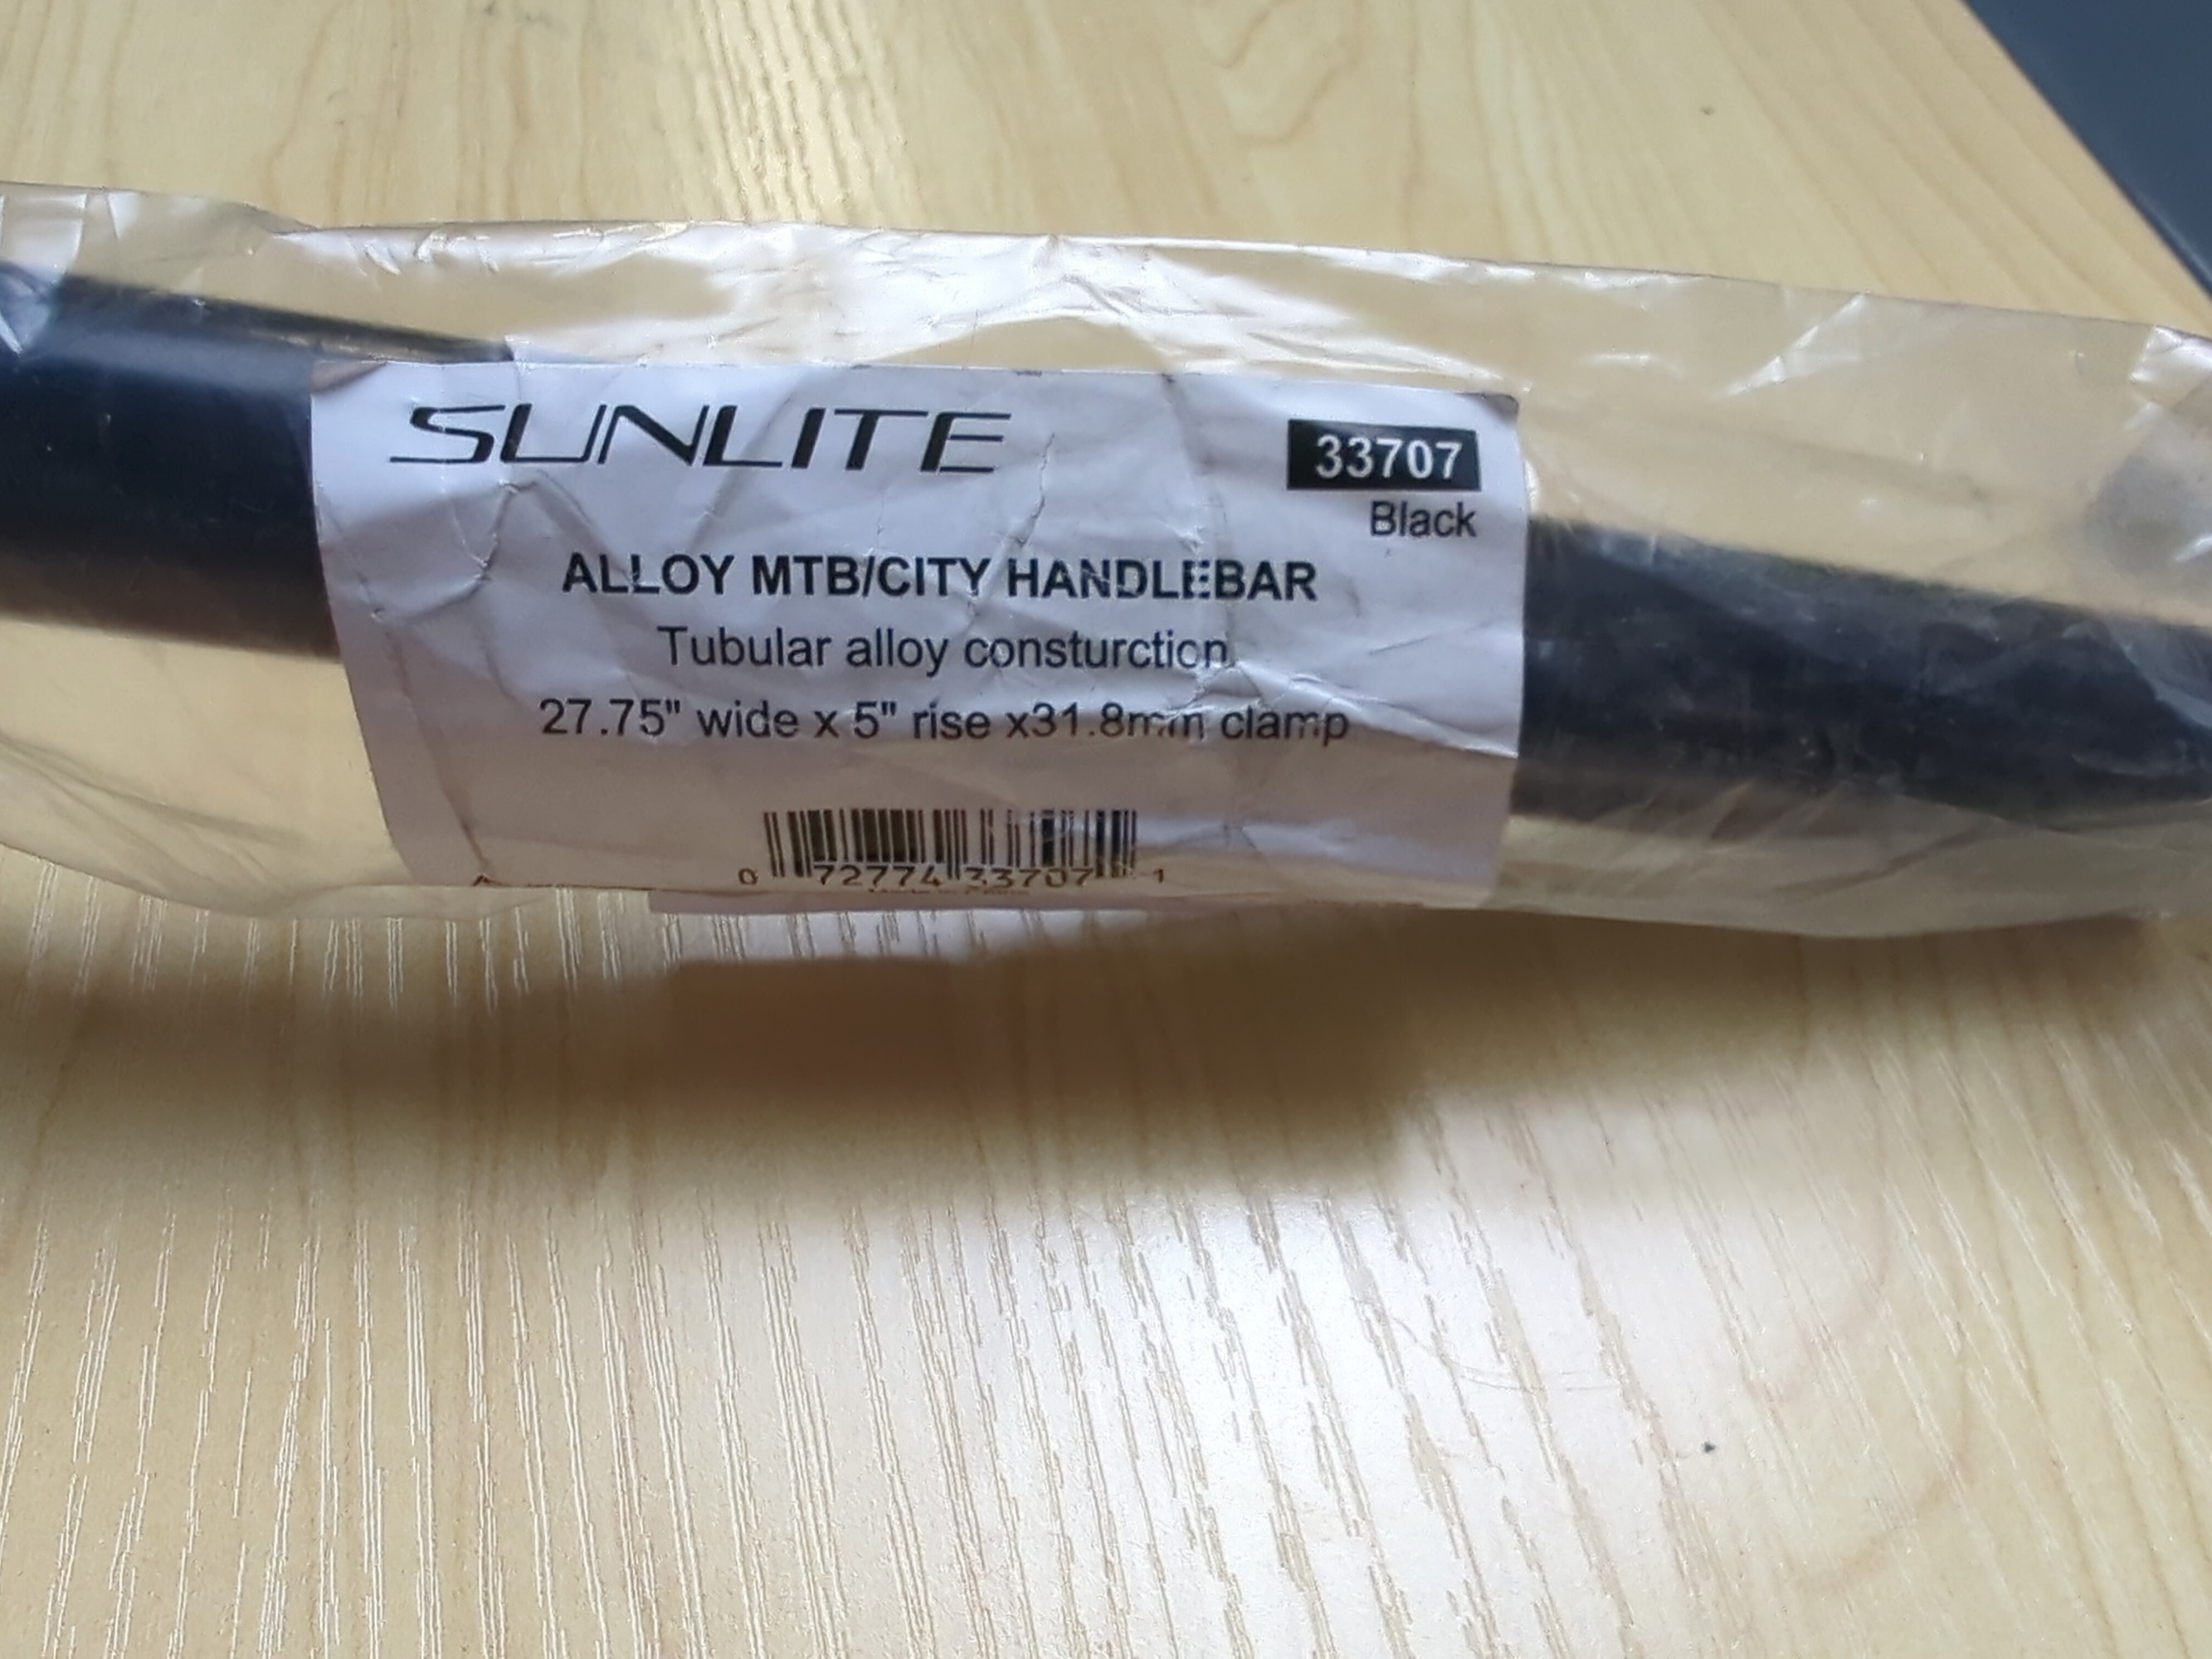 SUNLITE
33707
Black
ALLOY MTB/CITY HANDLEBAR
Tubular alloy consturction
27.75" wide x 5" rise x31.8mm clamp
0 72774 33707 1